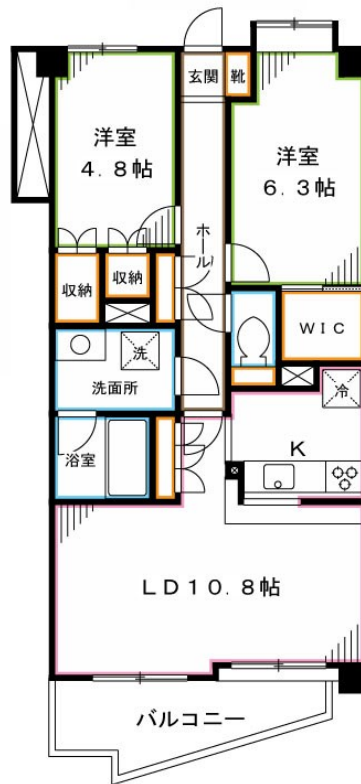 玄関
靴
洋室
4.8帖
洋室
6.3帖
ホール
収納
収納
WIC
洗
洗面所
冷
浴室
K
LD10.8帖
バルコニー